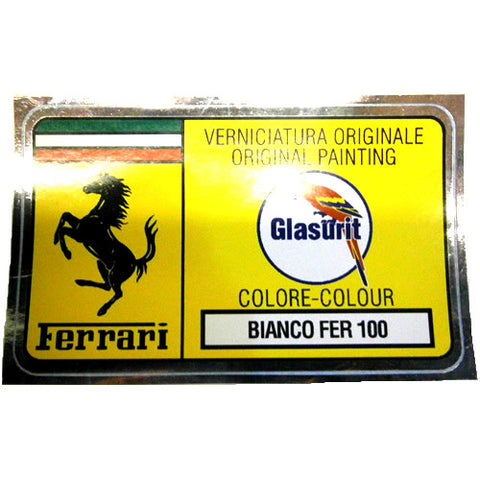 VERNICIATURA ORIGINALE
ORIGINAL PAINTING
Glasurit
COLORE-COLOUR
BIANCO FER 100
Ferrari